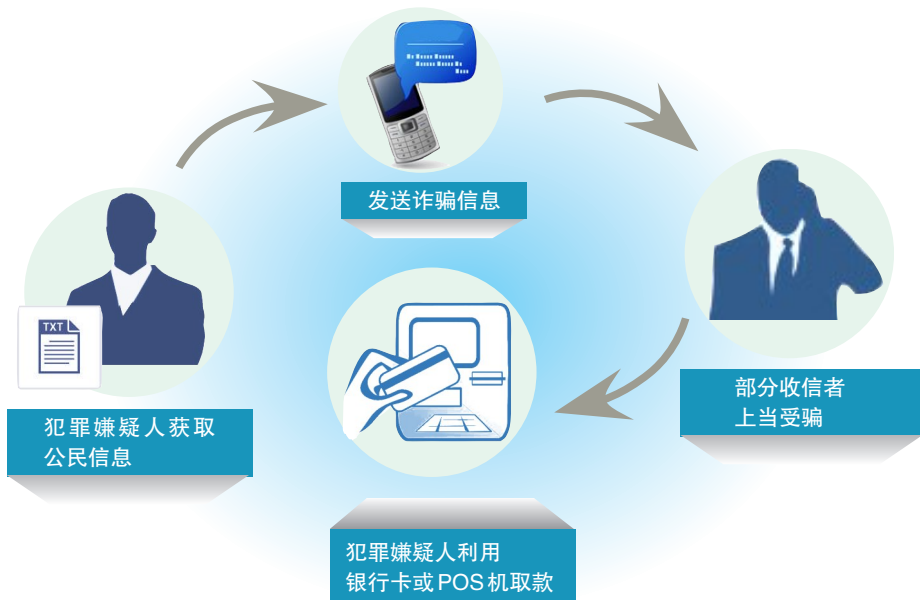 发送诈骗信息
TXT
犯罪嫌疑人获取
公民信息
部分收信者
上当受骗
犯罪嫌疑人利用
银行卡或POS机取款